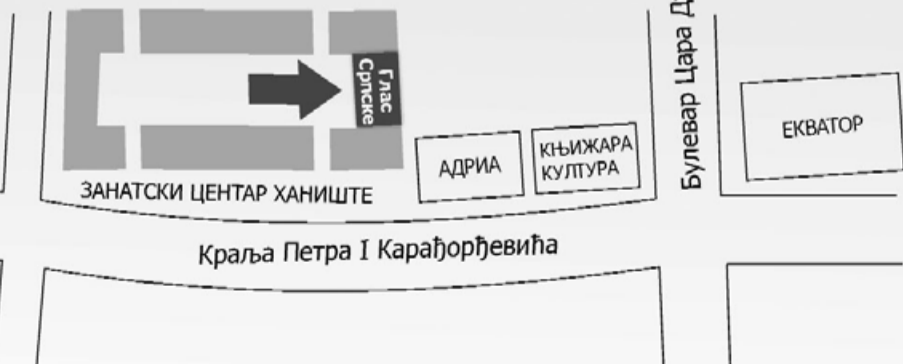 Глас
Српске
АДРИА
КЊИЖАРА
КУЛТУРА
ЕКВАТОР
ЗАНАТСКИ ЦЕНТАР ХАНИШТЕ
Булевар Цара
Краља Петра I Карађорђевића